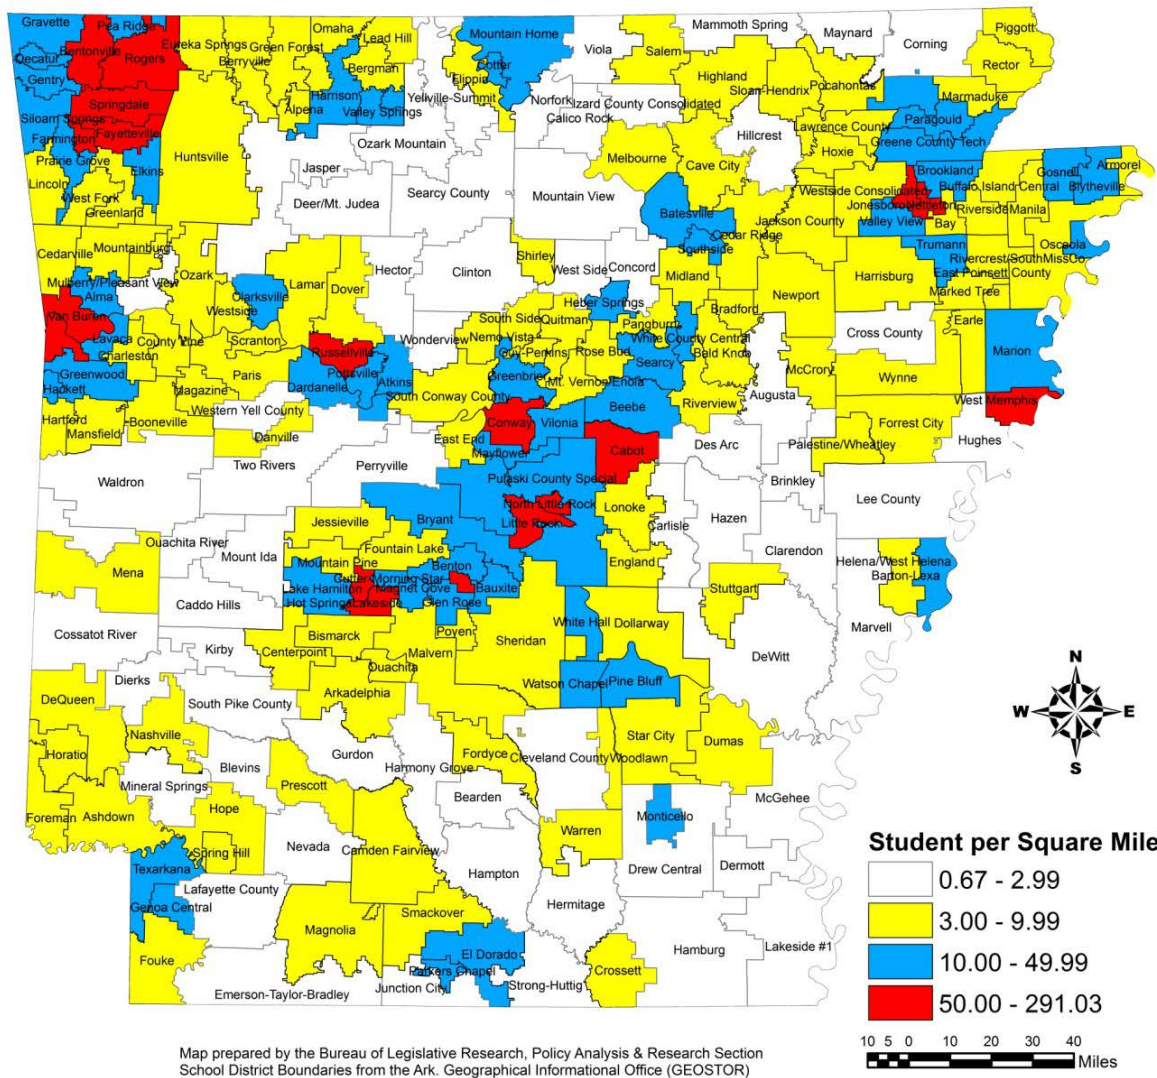 Gravette
Pea Ridge
Omaha
Lead Hill
Mountain Home
Mammoth Spring
Maynard
Corning
Piggott
Bentonville
Rogers
Eureka Springs
Green Forest
Berryville
Viola
Salem
Decatur
Bergman
Cotter
Flippin
Highland
Sloan-Hendrix
Pocahontas
Rector
Gentry
Springdale
Alpena
Harrison
Valley Springs
Yellville-Summit
Norfork
Izard County Consolidated
Calico Rock
Marmaduke
Paragould
Siloam Springs
Farmington
Fayetteville
Ozark Mountain
Hillcrest
Lawrence County
Greene County Tech
Prairie Grove
Elkins
Huntsville
Jasper
Melbourne
Cave City
Hoxie
Lincoln
West Fork
Greenland
Searcy County
Deer/Mt. Judea
Mountain View
Batesville
Westside Consolidated
Brookland
Gosnell
Armorel
Buffalo Island Central
Blytheville
Jonesboro
Nettleton
Valley View
Bay
Riverside
Manila
Jackson County
Cedar Ridge
Southside
Cedarville
Mountainburg
Trumann
Osceola
Rivercrest/SouthMissCo
Mulberry/Pleasant View
Ozark
Hector
Clinton
Shirley
West Side
Concord
Midland
Harrisburg
East Poinsett County
Marked Tree
Alma
Westside
Clarksville
Lamar
Dover
Heber Springs
Newport
Van Buren
Scranton
South Side
Quitman
Pangburn
Bradford
Earle
Cross County
Lavaca
County Line
Charleston
Wonderview
Nemo Vista
Guy-Perkins
Rose Bud
White County Central
Bald Knob
Marion
Russellville
Pottsville
Searcy
Greenwood
Hackett
Paris
Magazine
Dardanelle
Atkins
Greenbrier
Mt. Vernon/Enola
McCrory
Wynne
South Conway County
Beebe
Riverview
Augusta
West Memphis
Hartford
Mansfield
Booneville
Western Yell County
Danville
Conway
Vilonia
Forrest City
East End
Mayflower
Cabot
Des Arc
Palestine/Wheatley
Hughes
Waldron
Two Rivers
Perryville
Pulaski County Special
Brinkley
Lee County
North Little Rock
Little Rock
Lonoke
Carlisle
Hazen
Jessieville
Bryant
Ouachita River
Mount Ida
Fountain Lake
Clarendon
Mena
Mountain Pine
Benton
England
Helena/West Helena
Barton-Lexa
Cutter-Morning Star
Lake Hamilton
Magnet Cove
Bauxite
Stuttgart
Hot Springs
Lakeside
Glen Rose
Caddo Hills
Cossatot River
Bismarck
Poyen
Sheridan
White Hall
Dollarway
Marvell
Kirby
Centerpoint
Malvern
Ouachita
DeWitt
Dierks
Watson Chapel
Pine Bluff
DeQueen
South Pike County
Arkadelphia
Nashville
Gurdon
Fordyce
Cleveland County
Star City
Woodlawn
Dumas
Horatio
Blevins
Harmony Grove
Mineral Springs
Prescott
Bearden
McGehee
Foreman
Ashdown
Hope
Monticello
Warren
Spring Hill
Nevada
Camden Fairview
Texarkana
Hampton
Drew Central
Dermott
Lafayette County
Genoa Central
Hermitage
Smackover
Magnolia
Fouke
El Dorado
Hamburg
Lakeside #1
Parkers Chapel
Crossett
Emerson-Taylor-Bradley
Junction City
Strong-Huttig
N
W
E
S
Student per Square Mile
0.67 - 2.99
3.00 - 9.99
10.00 - 49.99
50.00 - 291.03
10 5 0 10 20 30 40
Miles
Map prepared by the Bureau of Legislative Research, Policy Analysis & Research Section
School District Boundaries from the Ark. Geographical Informational Office (GEOSTOR)